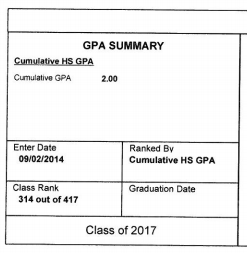 GPA SUMMARY
Cumulative HS GPA
Cumulative GPA 2.00
Enter Date
09/02/2014
Ranked By
Cumulative HS GPA
Class Rank
314 out of 417
Graduation Date
Class of 2017